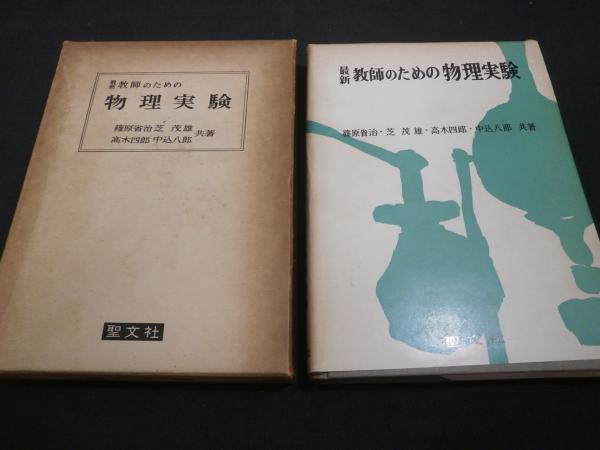 最新 教師のための
物理実験
篠原省治 芝 茂雄
高木四郎・中込八郎 共著
聖文社
最新 教師のための物理実験
篠原省治・芝 茂雄・高木四郎・中込八郎 共著